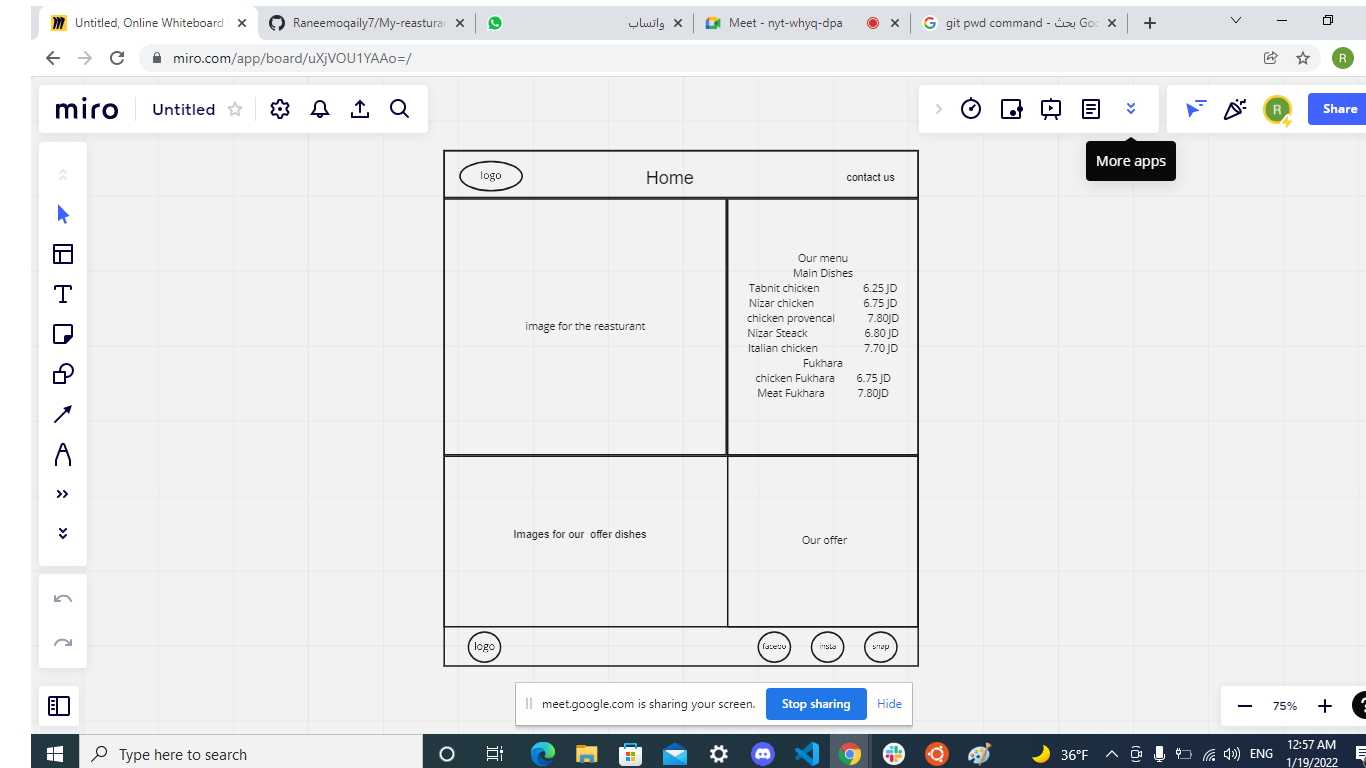 Untitled, Online Whiteboard
Raneemoqaily7/My-reasturar
واتساب
Meet - nyt-whyq-dpa
git pwd command - بحث Goo
miro.com/app/board/uXjVOU1YAAo=/
R
miro
Untitled
R
Share
More apps
logo
Home
contact us
image for the reasturant
Our menu
Main Dishes
Tabnit chicken 6.25 JD
Nizar chicken 6.75 JD
chicken provencal 7.80JD
Nizar Steack 6.80 JD
Italian chicken 7.70 JD
Fukhara
chicken Fukhara 6.75 JD
Meat Fukhara 7.80JD
Images for our offer dishes
Our offer
logo
facebo
insta
snap
meet.google.com is sharing your screen.
Stop sharing
Hide
75%
?
Type here to search
36°F
ENG
12:57 AM
1/19/2022